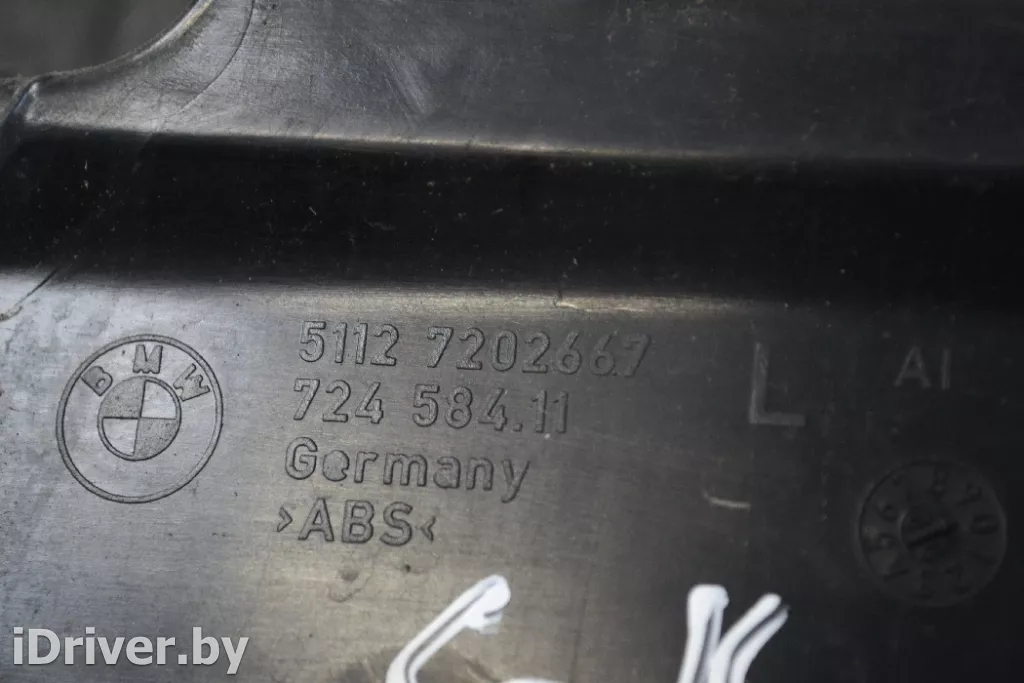 BMW
5112 7202667
724 584.11
Germany
>ABS<
L
AI
iDriver.by